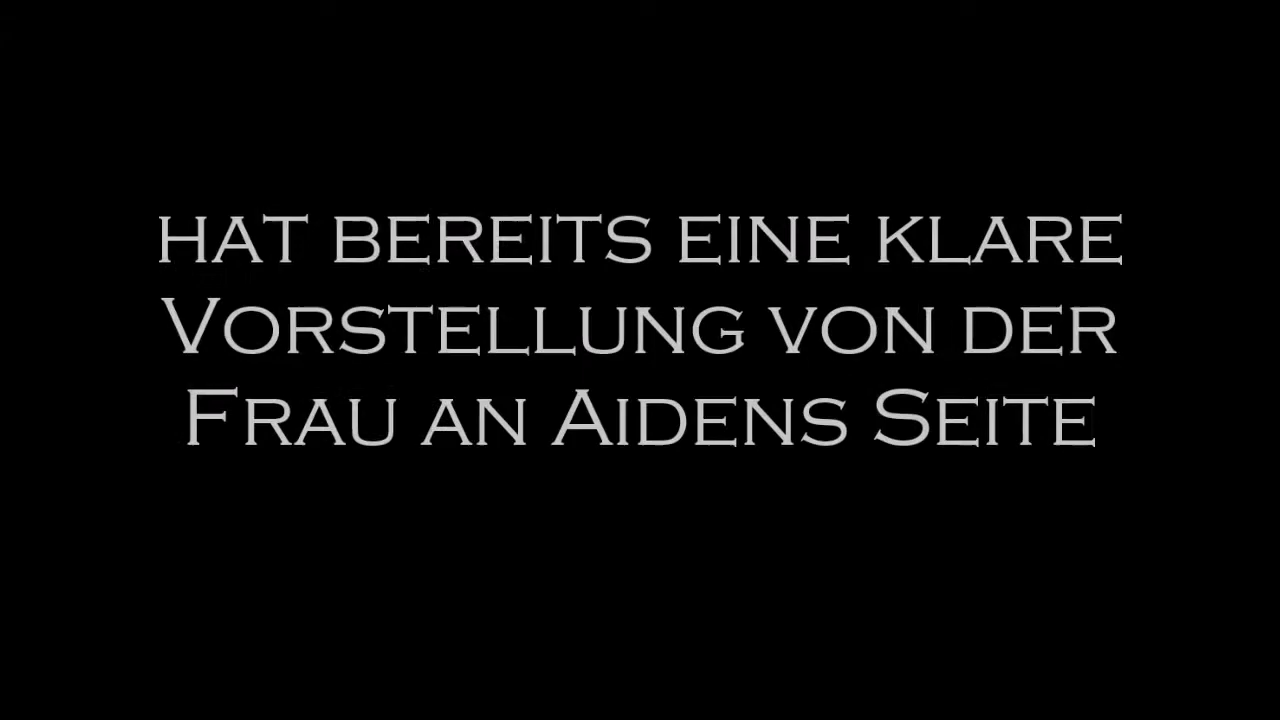 hat bereits eine klare
Vorstellung von der
Frau an Aidens Seite